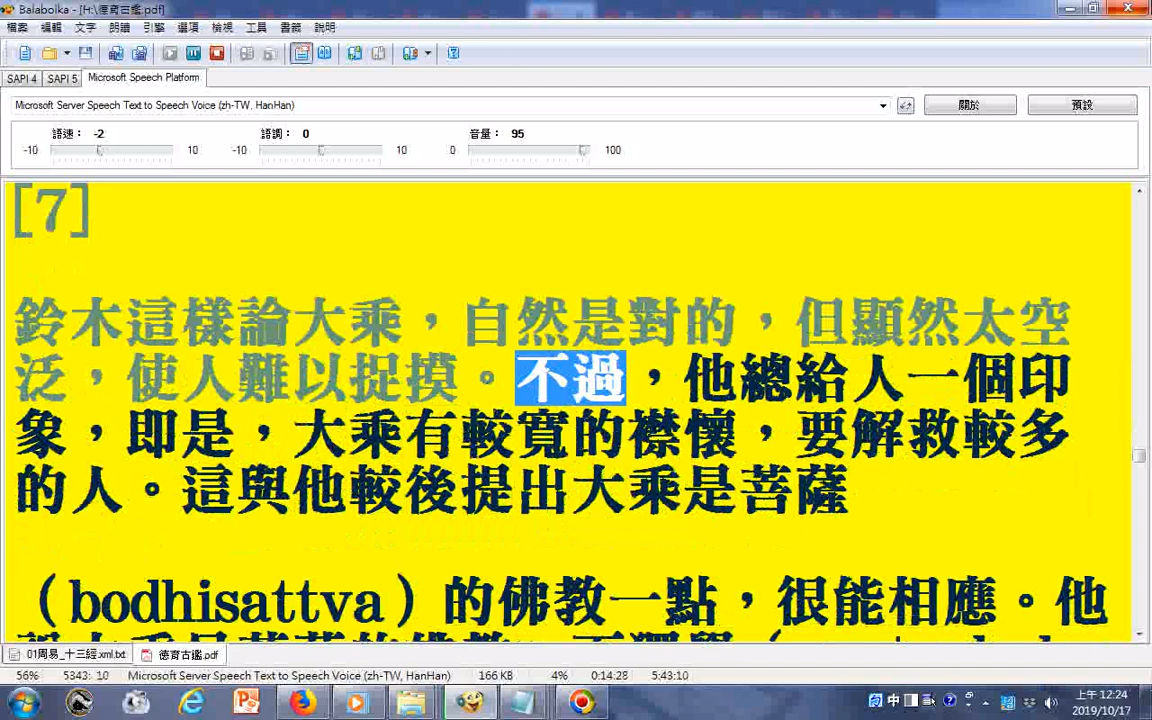 Balabolka - [H:\德育古鑑.pdf]
檔案 編輯 文字 朗讀 引擎 選項 檢視 工具 書籤 說明
SAPI 4 SAPI 5 Microsoft Speech Platform
Microsoft Server Speech Text to Speech Voice (zh-TW, HanHan) 關於 預設
語速： -2 語調： 0 音量： 95
-10 10 -10 10 0 100
[7]
鈴木這樣論大乘，自然是對的，但顯然太空
泛，使人難以捉摸。不過，他總給人一個印
象，即是，大乘有較寬的襟懷，要解救較多
的人。這與他較後提出大乘是菩薩
（bodhisattva）的佛教一點，很能相應。他
01周易_十三經.xml.txt 德育古鑑.pdf
56% 5343: 10 Microsoft Server Speech Text to Speech Voice (zh-TW, HanHan) 166 KB 4% 0:14:28 5:43:10
中 上午 12:24
2019/10/17